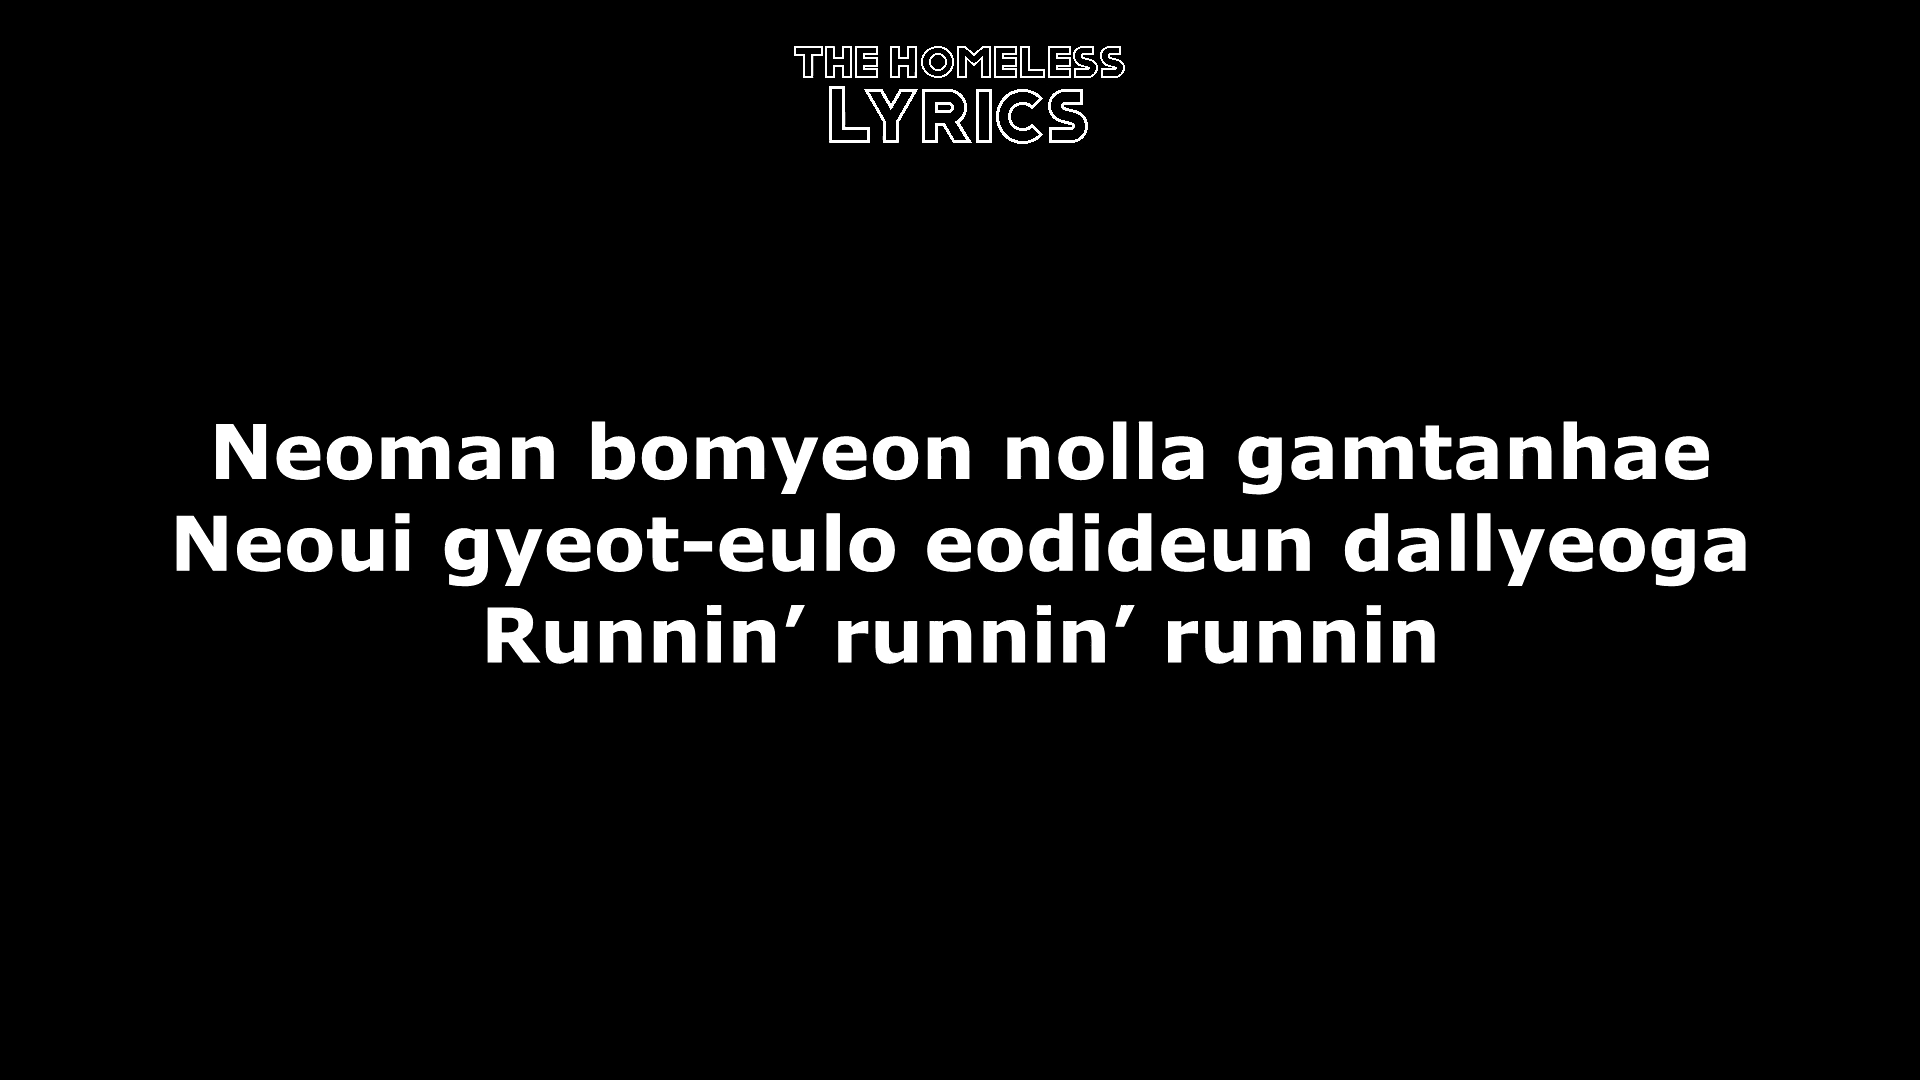 THE HOMELESS
LYRICS
Neoman bomyeon nolla gamtanhae
Neoui gyeot-eulo eodideun dallyeoga
Runnin’ runnin’ runnin